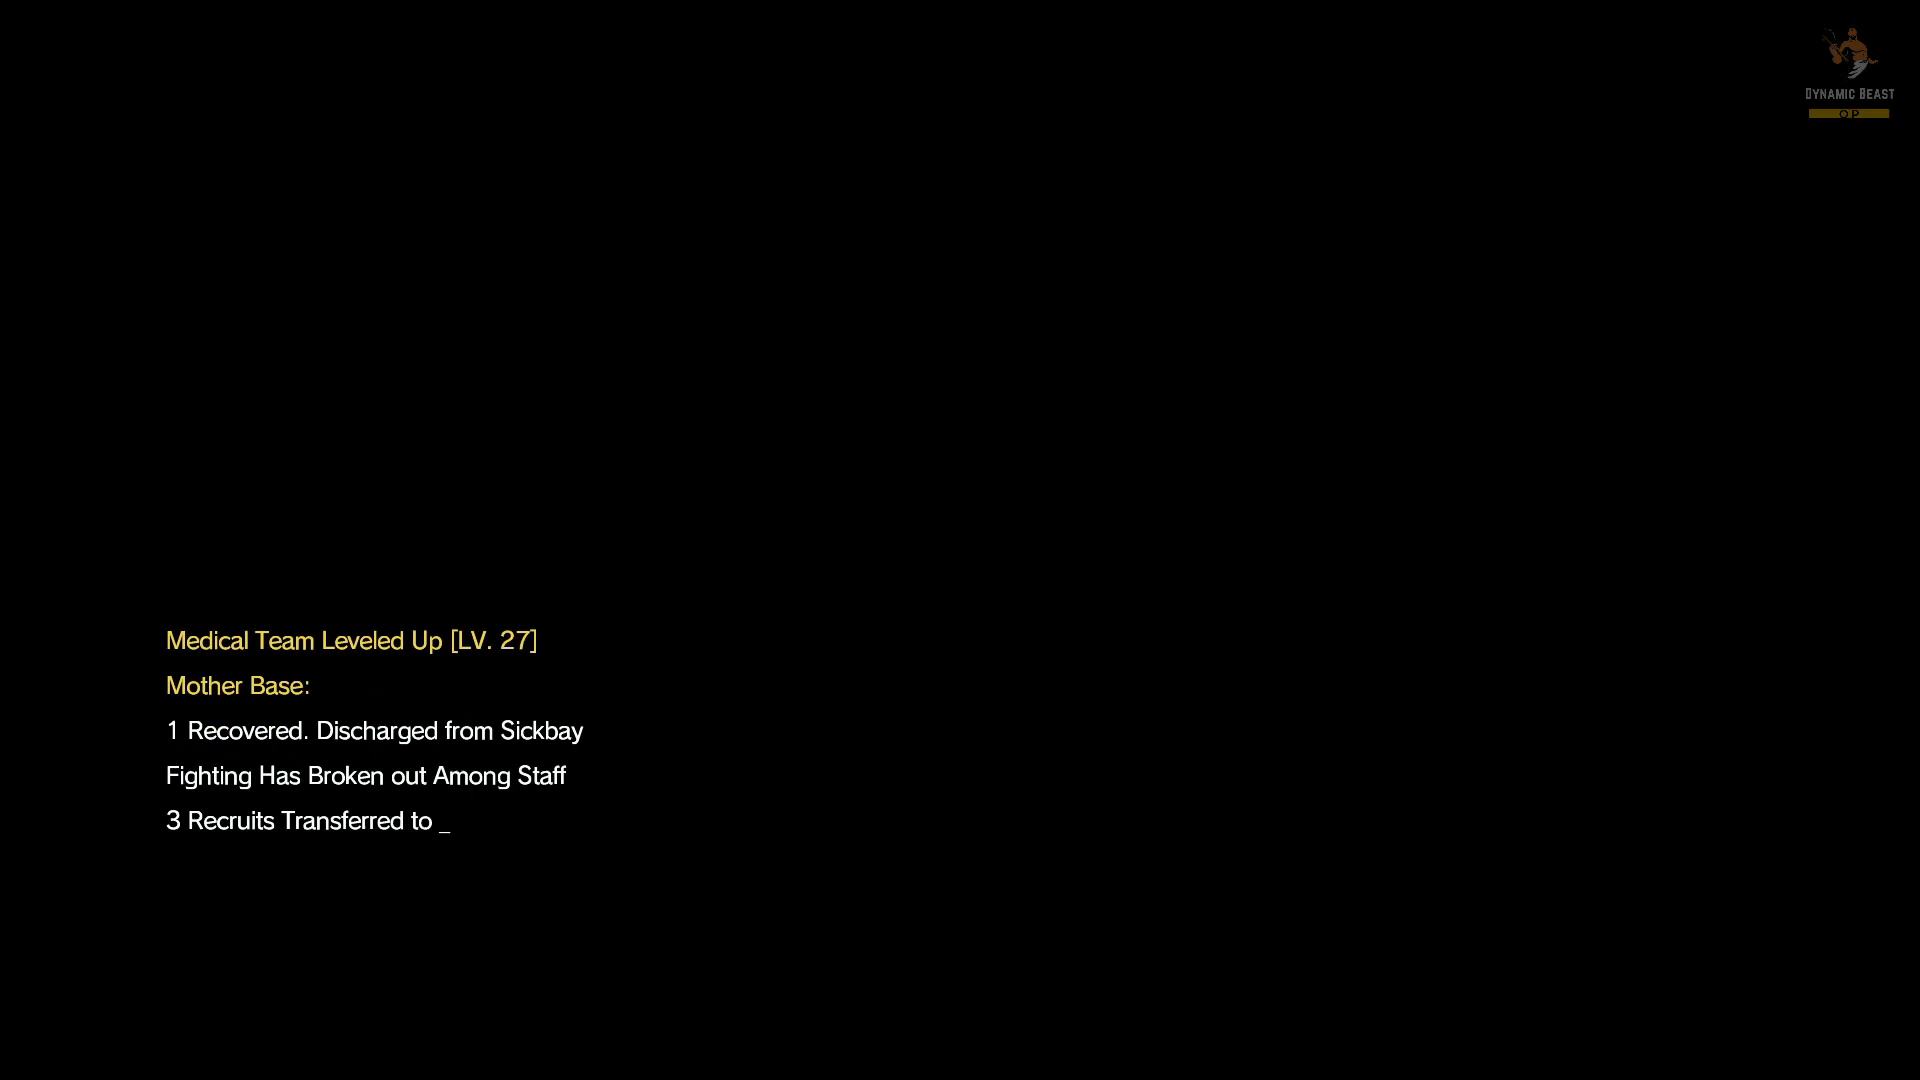 DYNAMIC BEAST
OP
Medical Team Leveled Up [LV. 27]
Mother Base:
1 Recovered. Discharged from Sickbay
Fighting Has Broken out Among Staff
3 Recruits Transferred to _